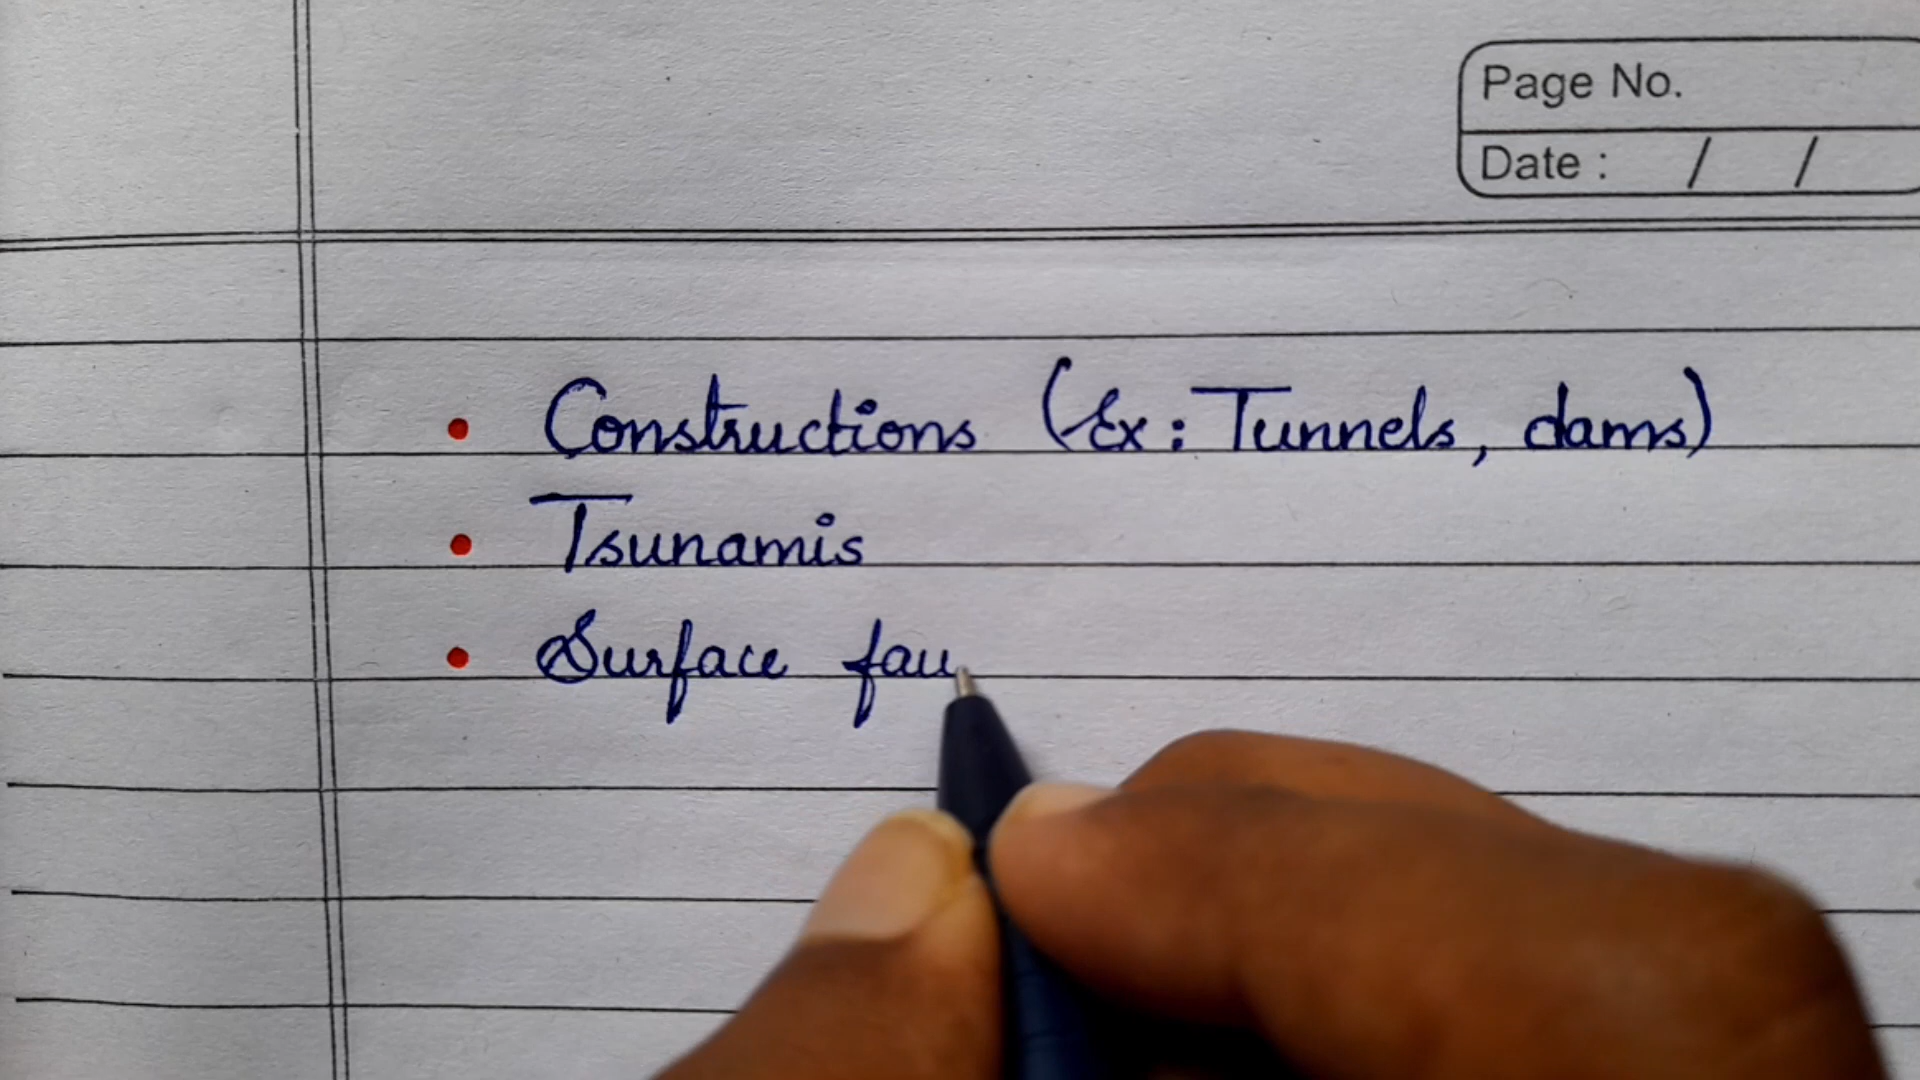 Page No.
Date : / /
• Constructions (Ex: Tunnels, dams)
• Tsunamis
• Surface fau